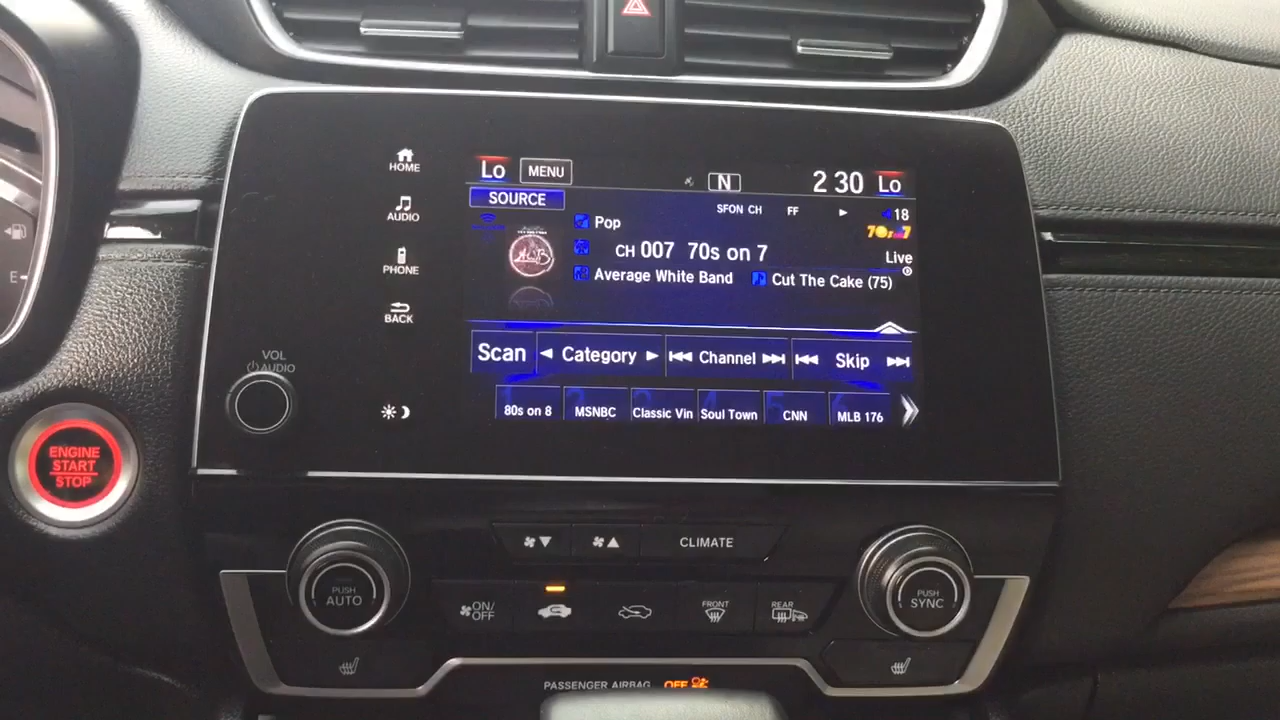 HOME
AUDIO
PHONE
BACK
VOL
AUDIO
Lo
MENU
N
2 30
Lo
SOURCE
SFON CH
FF
18
Pop
CH 007 70s on 7
Live
Average White Band
Cut The Cake (75)
Scan
Category
Channel
Skip
80s on 8
MSNBC
Classic Vin
Soul Town
CNN
MLB 176
E
ENGINE
START
STOP
CLIMATE
PUSH
AUTO
PUSH
SYNC
ON/
OFF
FRONT
REAR
PASSENGER AIRBAG OFF